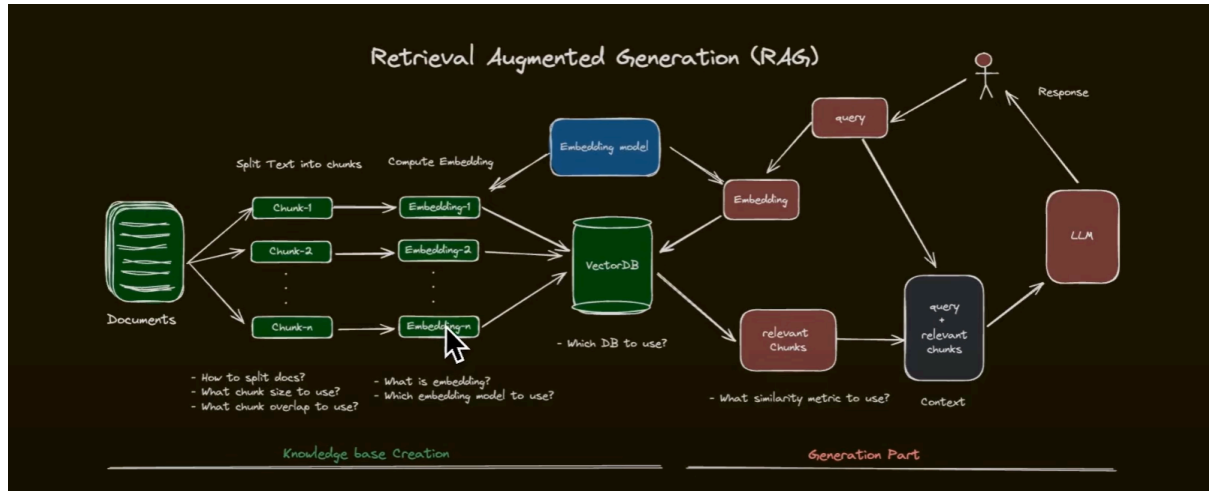 Retrieval Augmented Generation (RAG)
Response
query
Embedding model
Split Text into chunks
Compute Embedding
Chunk-1
Embedding-1
Embedding
Chunk-2
Embedding-2
VectorDB
LLM
Documents
Chunk-n
Embedding-n
- Which DB to use?
relevant
Chunks
query
+
relevant
chunks
- How to split docs?
- What chunk size to use?
- What chunk overlap to use?
- What is embedding?
- Which embedding model to use?
- What similarity metric to use?
Context
Knowledge base Creation
Generation Part